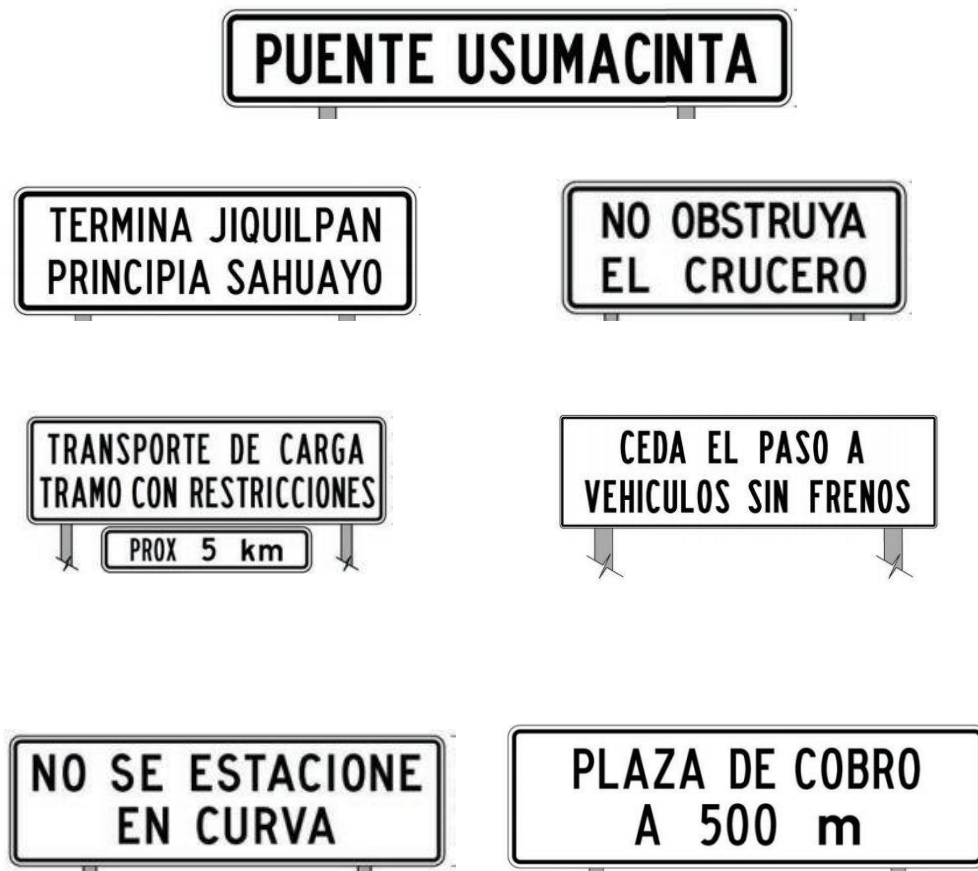 PUENTE USUMACINTA
TERMINA JIQUILPAN
PRINCIPIA SAHUAYO
NO OBSTRUYA
EL CRUCERO
TRANSPORTE DE CARGA
TRAMO CON RESTRICCIONES
PROX 5 km
CEDA EL PASO A
VEHICULOS SIN FRENOS
NO SE ESTACIONE
EN CURVA
PLAZA DE COBRO
A 500 m